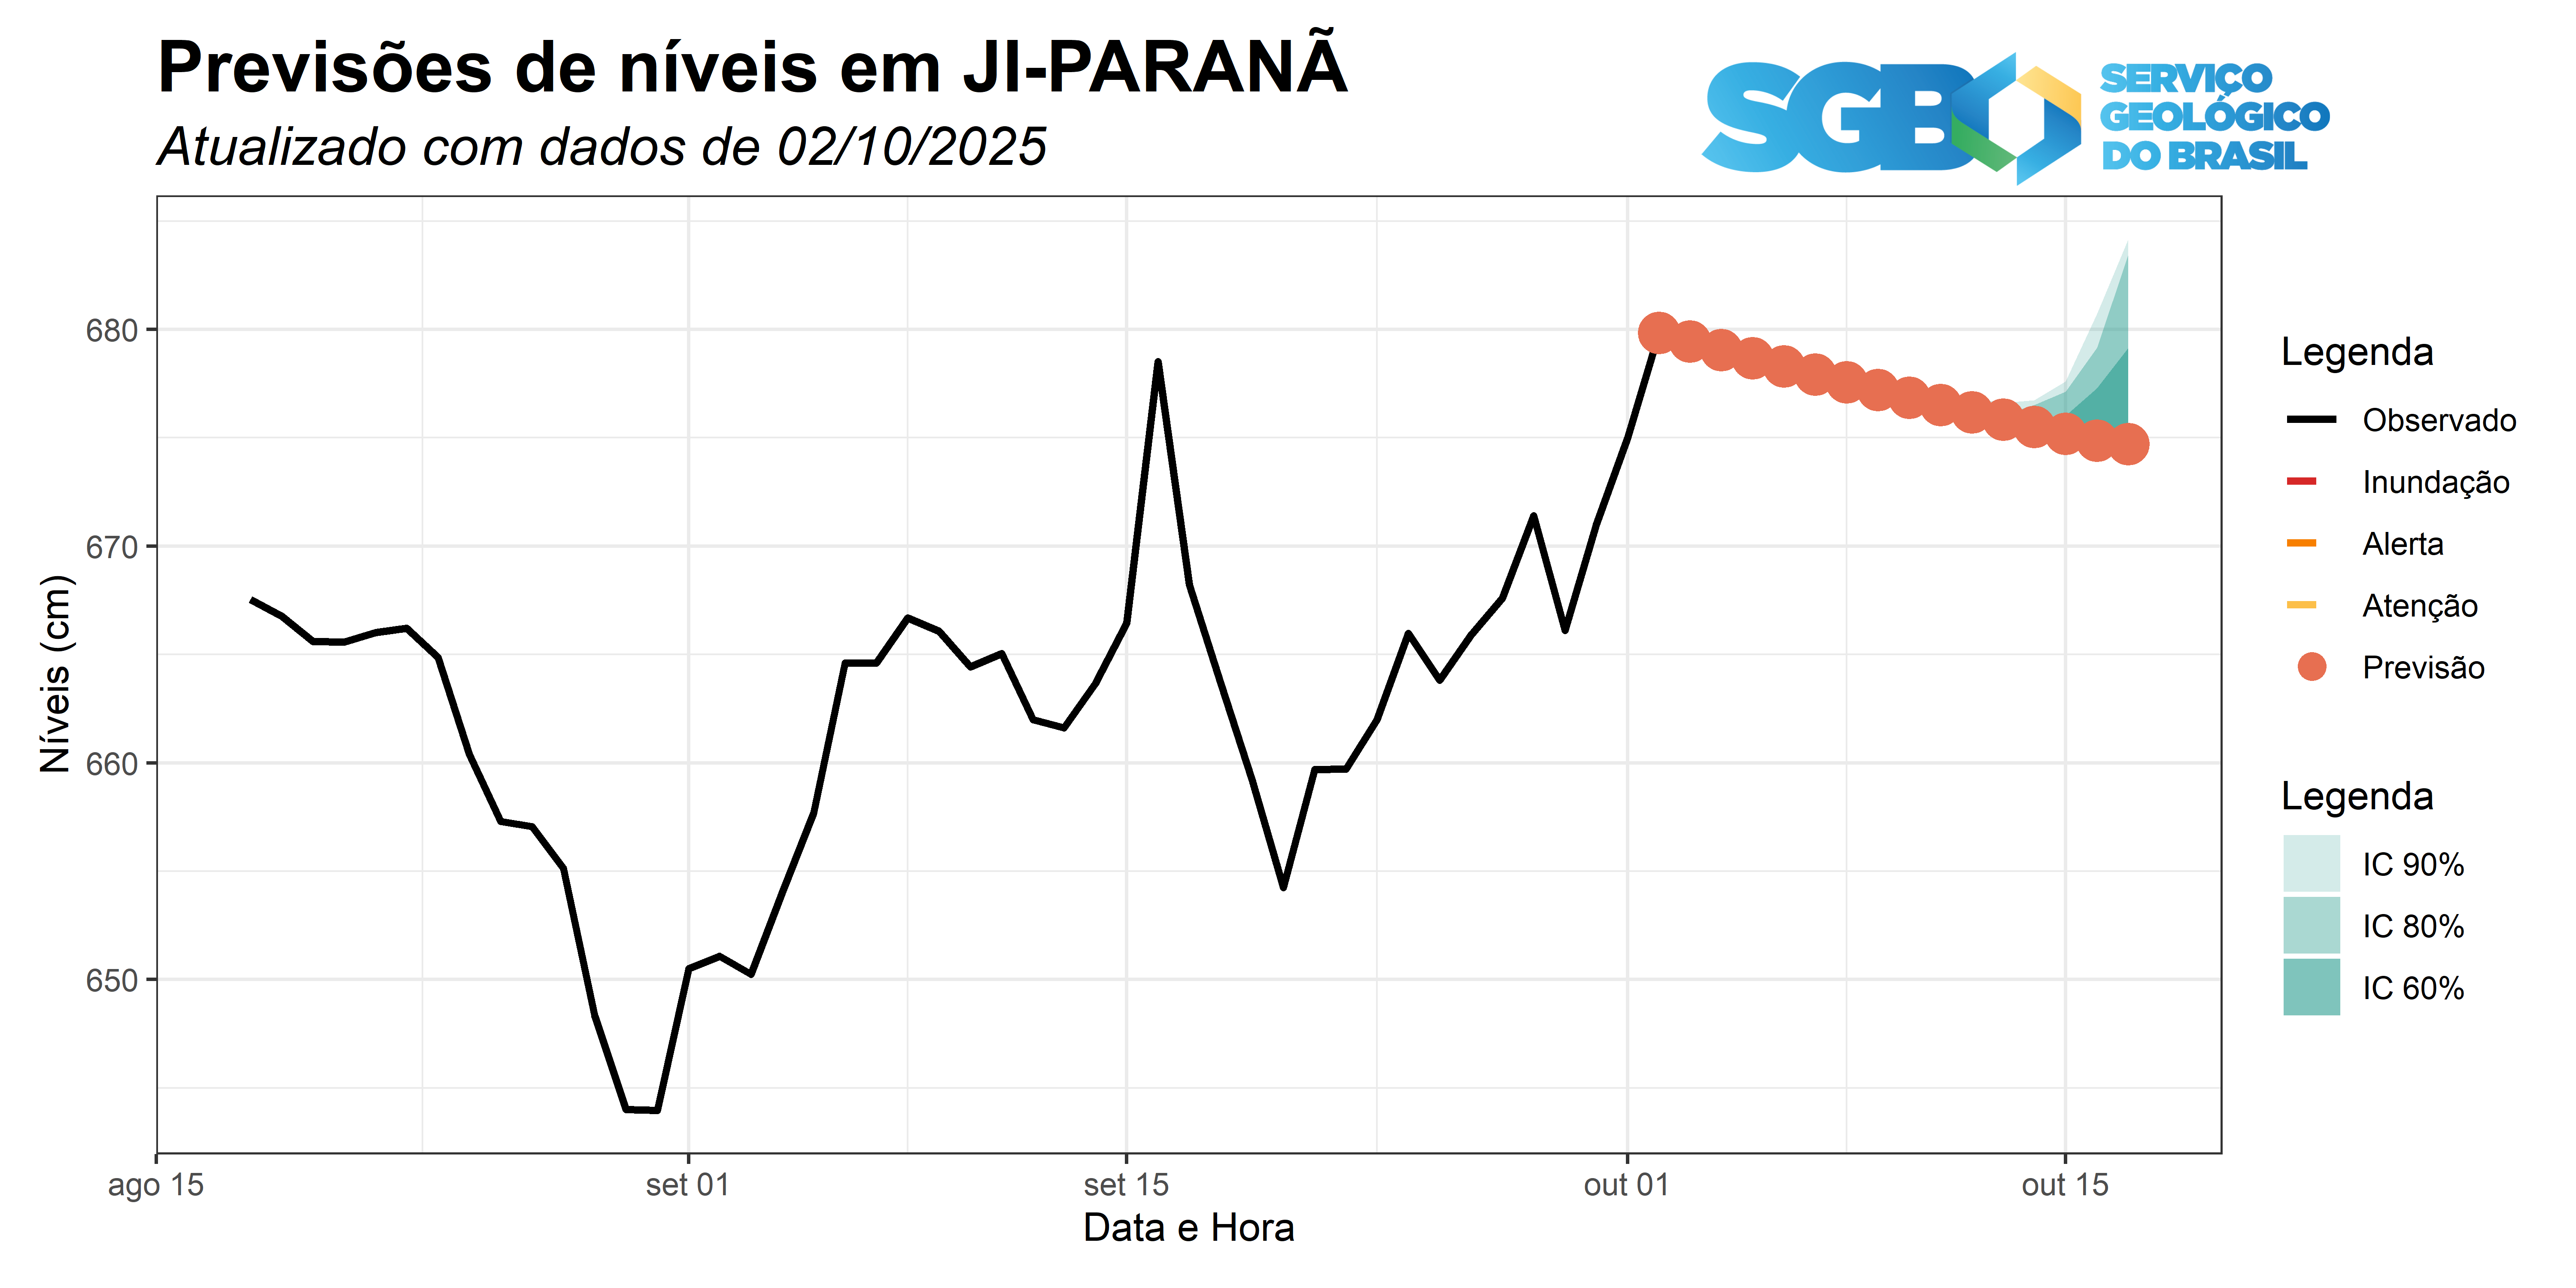 Previsões de níveis em JI-PARANÃ
Atualizado com dados de 02/10/2025
SGB
SERVIÇO
GEOLÓGICO
DO BRASIL
Níveis (cm)
680
670
660
650
ago 15
set 01
set 15
out 01
out 15
Data e Hora
Legenda
Observado
Inundação
Alerta
Atenção
Previsão
Legenda
IC 90%
IC 80%
IC 60%